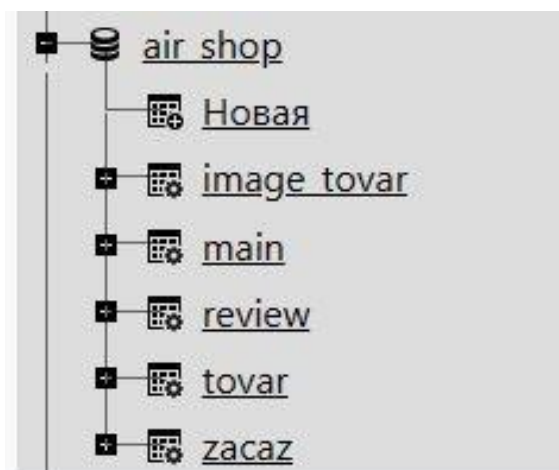 air_shop
Новая
image_tovar
main
review
tovar
zacaz